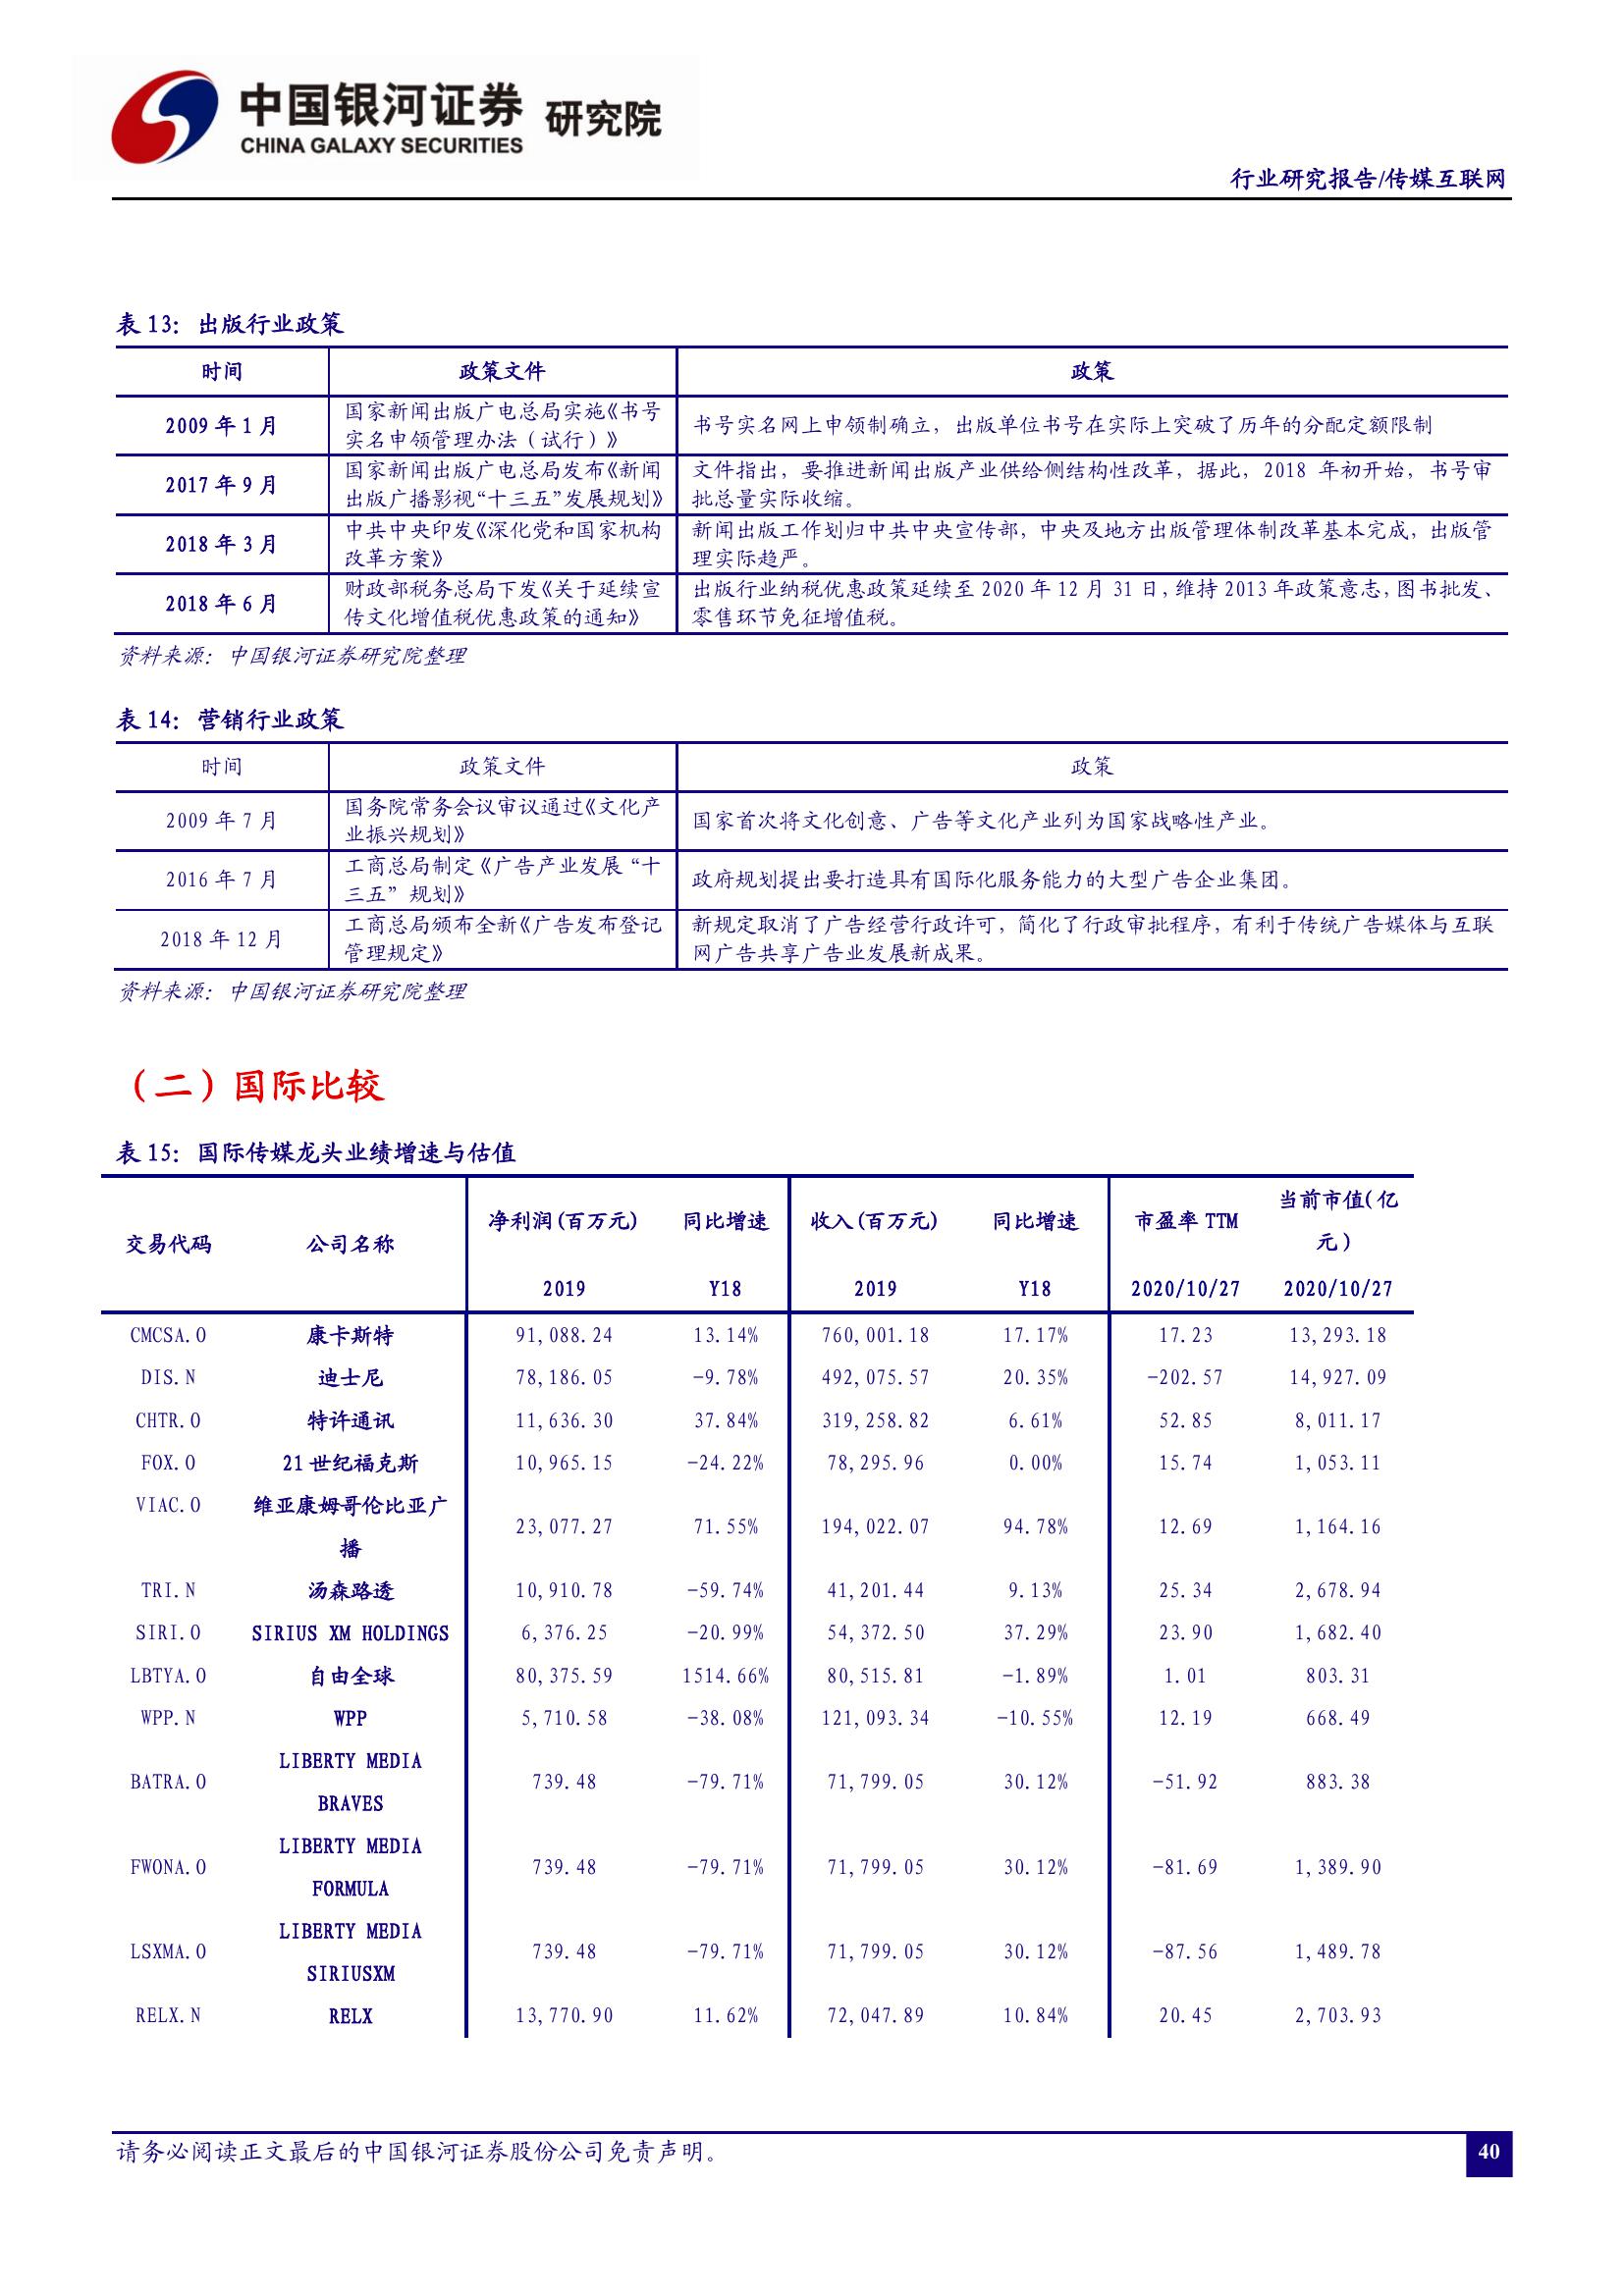 中国银河证券 研究院
CHINA GALAXY SECURITIES
行业研究报告/传媒互联网
表 13：出版行业政策
时间 政策文件 政策
2009 年 1 月 国家新闻出版广电总局实施《书号实名申领管理办法（试行）》 书号实名网上申领制确立，出版单位书号在实际上突破了历年的分配定额限制
2017 年 9 月 国家新闻出版广电总局发布《新闻出版广播影视“十三五”发展规划》 文件指出，要推进新闻出版产业供给侧结构性改革，据此，2018 年初开始，书号审批总量实际收缩。
2018 年 3 月 中共中央印发《深化党和国家机构改革方案》 新闻出版工作划归中共中央宣传部，中央及地方出版管理体制改革基本完成，出版管理实际趋严。
2018 年 6 月 财政部税务总局下发《关于延续宣传文化增值税优惠政策的通知》 出版行业纳税优惠政策延续至 2020 年 12 月 31 日，维持 2013 年政策意志，图书批发、零售环节免征增值税。
资料来源：中国银河证券研究院整理
表 14：营销行业政策
时间 政策文件 政策
2009 年 7 月 国务院常务会议审议通过《文化产业振兴规划》 国家首次将文化创意、广告等文化产业列为国家战略性产业。
2016 年 7 月 工商总局制定《广告产业发展“十三五”规划》 政府规划提出要打造具有国际化服务能力的大型广告企业集团。
2018 年 12 月 工商总局颁布全新《广告发布登记管理规定》 新规定取消了广告经营行政许可，简化了行政审批程序，有利于传统广告媒体与互联网广告共享广告业发展新成果。
资料来源：中国银河证券研究院整理
（二）国际比较
表 15：国际传媒龙头业绩增速与估值
交易代码 公司名称 净利润(百万元) 同比增速 收入(百万元) 同比增速 市盈率 TTM 当前市值(亿元)
2019 Y18 2019 Y18 2020/10/27 2020/10/27
CMCSA.O 康卡斯特 91,088.24 13.14% 760,001.18 17.17% 17.23 13,293.18
DIS.N 迪士尼 78,186.05 -9.78% 492,075.57 20.35% -202.57 14,927.09
CHTR.O 特许通讯 11,636.30 37.84% 319,258.82 6.61% 52.85 8,011.17
FOX.O 21 世纪福克斯 10,965.15 -24.22% 78,295.96 0.00% 15.74 1,053.11
VIAC.O 维亚康姆哥伦比亚广播 23,077.27 71.55% 194,022.07 94.78% 12.69 1,164.16
TRI.N 汤森路透 10,910.78 -59.74% 41,201.44 9.13% 25.34 2,678.94
SIRI.O SIRIUS XM HOLDINGS 6,376.25 -20.99% 54,372.50 37.29% 23.90 1,682.40
LBTYA.O 自由全球 80,375.59 1514.66% 80,515.81 -1.89% 1.01 803.31
WPP.N WPP 5,710.58 -38.08% 121,093.34 -10.55% 12.19 668.49
BATRA.O LIBERTY MEDIA BRAVES 739.48 -79.71% 71,799.05 30.12% -51.92 883.38
FWONA.O LIBERTY MEDIA FORMULA 739.48 -79.71% 71,799.05 30.12% -81.69 1,389.90
LSXMA.O LIBERTY MEDIA SIRIUSXM 739.48 -79.71% 71,799.05 30.12% -87.56 1,489.78
RELX.N RELX 13,770.90 11.62% 72,047.89 10.84% 20.45 2,703.93
请务必阅读正文最后的中国银河证券股份公司免责声明。
40